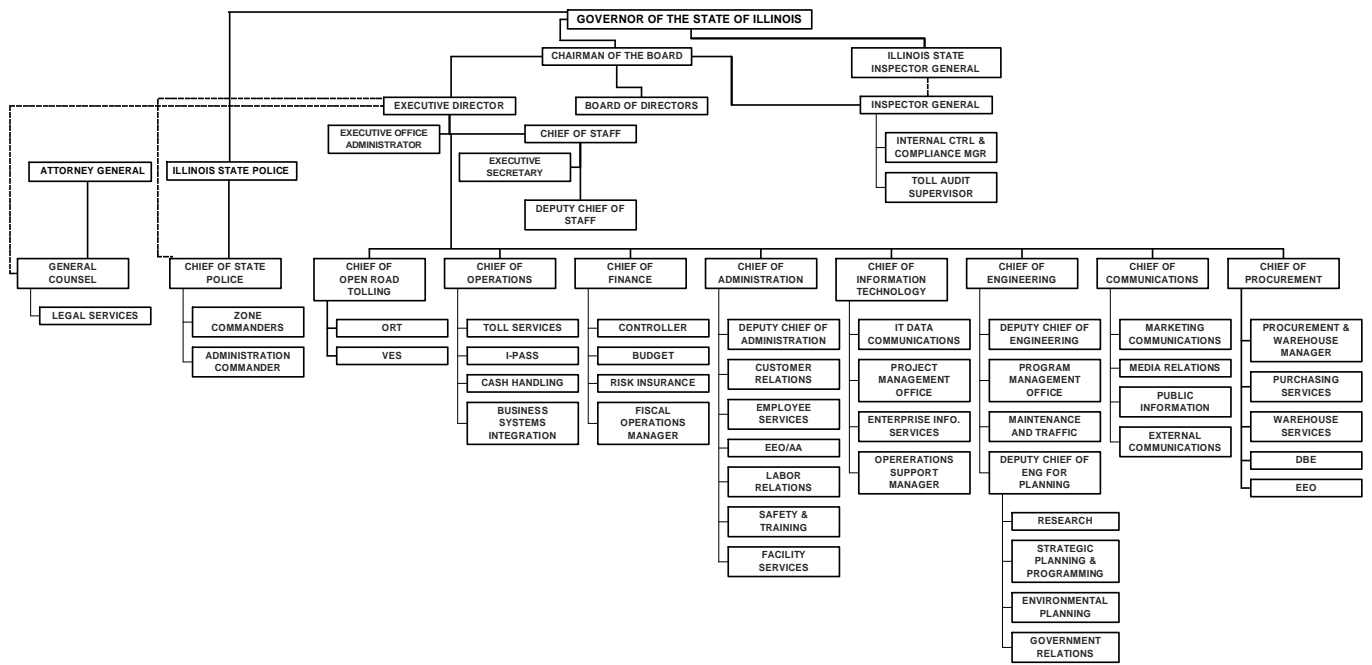 GOVERNOR OF THE STATE OF ILLINOIS
CHAIRMAN OF THE BOARD
ILLINOIS STATE
INSPECTOR GENERAL
EXECUTIVE DIRECTOR
BOARD OF DIRECTORS
INSPECTOR GENERAL
EXECUTIVE OFFICE
ADMINISTRATOR
CHIEF OF STAFF
INTERNAL CTRL &
COMPLIANCE MGR
EXECUTIVE
SECRETARY
ATTORNEY GENERAL
ILLINOIS STATE POLICE
TOLL AUDIT
SUPERVISOR
DEPUTY CHIEF OF
STAFF
GENERAL
COUNSEL
LEGAL SERVICES
CHIEF OF STATE
POLICE
ZONE
COMMANDERS
ADMINISTRATION
COMMANDER
CHIEF OF
OPEN ROAD
TOLLING
ORT
VES
CHIEF OF
OPERATIONS
TOLL SERVICES
I-PASS
CASH HANDLING
BUSINESS
SYSTEMS
INTEGRATION
CHIEF OF
FINANCE
CONTROLLER
BUDGET
RISK INSURANCE
FISCAL
OPERATIONS
MANAGER
CHIEF OF
ADMINISTRATION
DEPUTY CHIEF OF
ADMINISTRATION
CUSTOMER
RELATIONS
EMPLOYEE
SERVICES
EEO/AA
LABOR
RELATIONS
SAFETY &
TRAINING
FACILITY
SERVICES
CHIEF OF
INFORMATION
TECHNOLOGY
IT DATA
COMMUNICATIONS
PROJECT
MANAGEMENT
OFFICE
ENTERPRISE INFO.
SERVICES
OPERERATIONS
SUPPORT
MANAGER
CHIEF OF
ENGINEERING
DEPUTY CHIEF OF
ENGINEERING
PROGRAM
MANAGEMENT
OFFICE
MAINTENANCE
AND TRAFFIC
DEPUTY CHIEF OF
ENG FOR
PLANNING
RESEARCH
STRATEGIC
PLANNING &
PROGRAMMING
ENVIRONMENTAL
PLANNING
GOVERNMENT
RELATIONS
CHIEF OF
COMMUNICATIONS
MARKETING
COMMUNICATIONS
MEDIA RELATIONS
PUBLIC
INFORMATION
EXTERNAL
COMMUNICATIONS
CHIEF OF
PROCUREMENT
PROCUREMENT &
WAREHOUSE
MANAGER
PURCHASING
SERVICES
WAREHOUSE
SERVICES
DBE
EEO